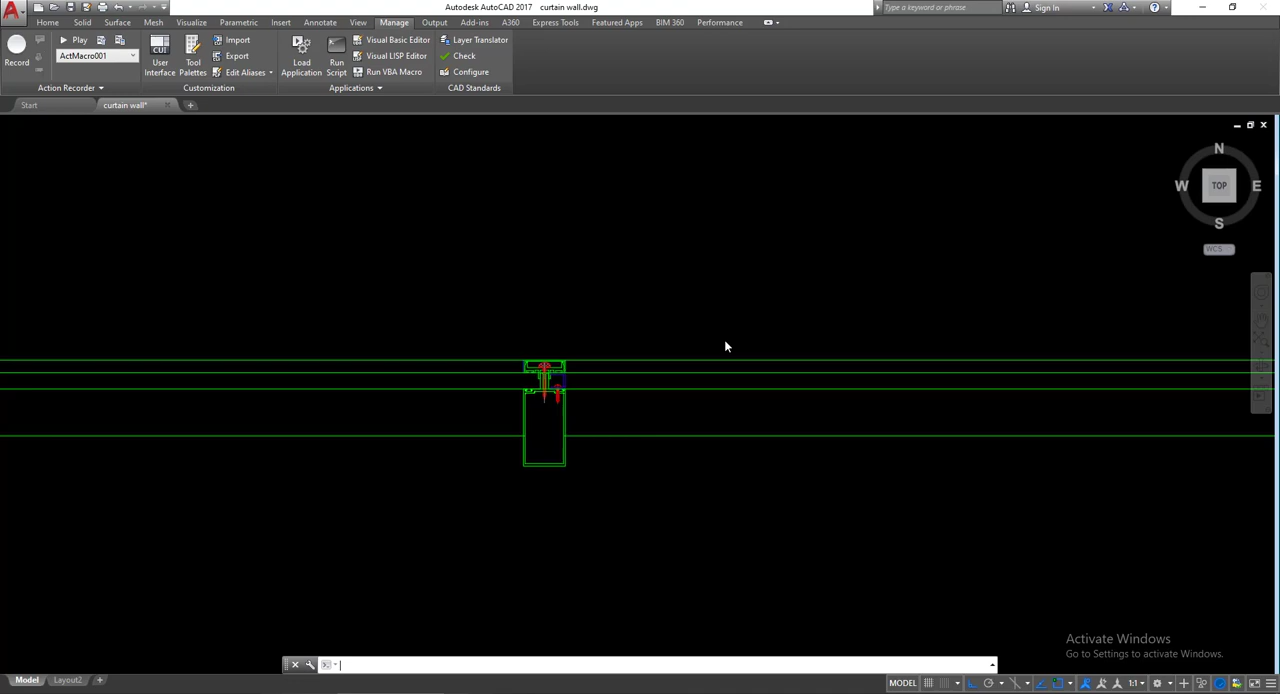 Autodesk AutoCAD 2017 curtain wall.dwg
Type a keyword or phrase
Sign In
Home Solid Surface Mesh Visualize Parametric Insert Annotate View Manage Output Add-ins A360 Express Tools Featured Apps BIM 360 Performance
Record
Play
ActMacro001
Action Recorder
CUI
User Interface
Tool Palettes
Import
Export
Edit Aliases
Customization
Load Application
Run Script
Visual Basic Editor
Visual LISP Editor
Run VBA Macro
Applications
Layer Translator
Check
Configure
CAD Standards
Start
curtain wall*
N
W
TOP
E
S
WCS
Activate Windows
Go to Settings to activate Windows.
Model
Layout2
MODEL
1:1